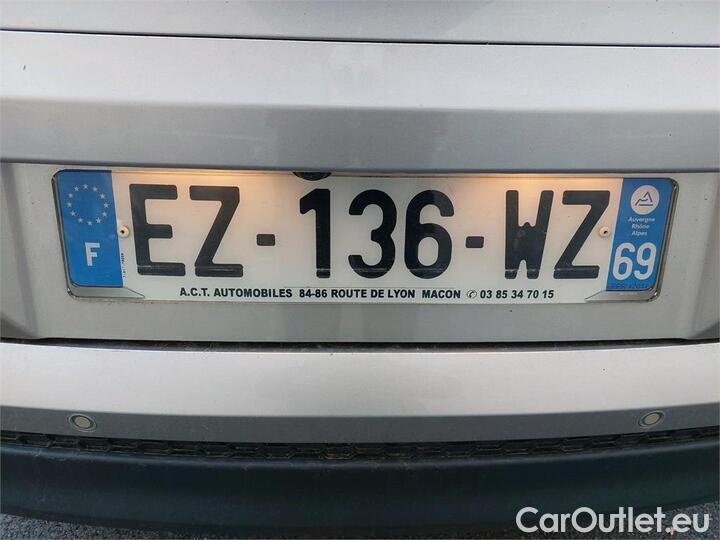 F
EZ-136-WZ
Auvergne
Rhône
Alpes
69
A.C.T. AUTOMOBILES 84-86 ROUTE DE LYON MACON ✆ 03 85 34 70 15
CarOutlet.eu